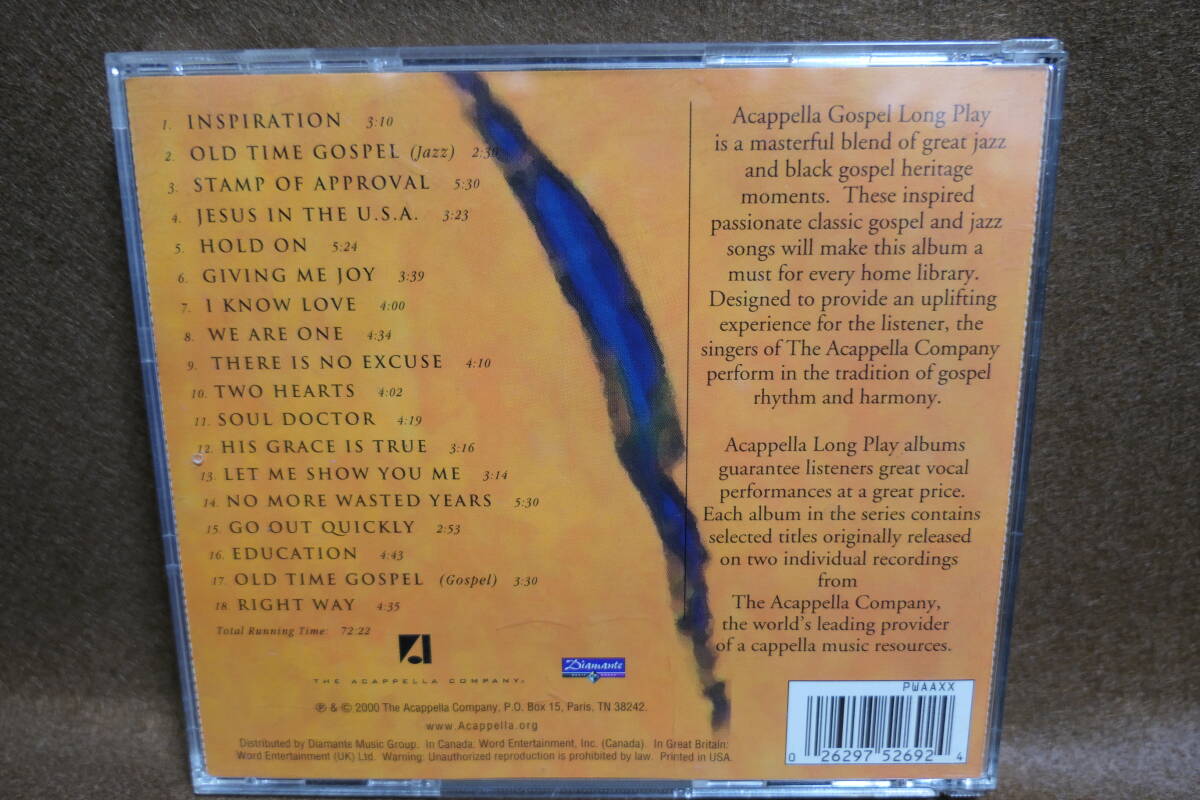 1. INSPIRATION 3:10
2. OLD TIME GOSPEL (Jazz) 2:30
3. STAMP OF APPROVAL 5:30
4. JESUS IN THE U.S.A. 3:23
5. HOLD ON 5:24
6. GIVING ME JOY 3:39
7. I KNOW LOVE 4:00
8. WE ARE ONE 4:34
9. THERE IS NO EXCUSE 4:10
10. TWO HEARTS 4:02
11. SOUL DOCTOR 4:19
12. HIS GRACE IS TRUE 3:16
13. LET ME SHOW YOU ME 3:14
14. NO MORE WASTED YEARS 5:30
15. GO OUT QUICKLY 2:53
16. EDUCATION 4:43
17. OLD TIME GOSPEL (Gospel) 3:30
18. RIGHT WAY 4:35
Total Running Time: 72:22
THE ACAPPELLA COMPANY®
Diamante
MUSIC GROUP
℗ & © 2000 The Acappella Company, P.O. Box 15, Paris, TN 38242.
www.Acappella.org
Distributed by Diamante Music Group. In Canada: Word Entertainment, Inc. (Canada). In Great Britain:
Word Entertainment (UK) Ltd. Warning: Unauthorized reproduction is prohibited by law. Printed in USA.
Acappella Gospel Long Play
is a masterful blend of great jazz
and black gospel heritage
moments. These inspired
passionate classic gospel and jazz
songs will make this album a
must for every home library.
Designed to provide an uplifting
experience for the listener, the
singers of The Acappella Company
perform in the tradition of gospel
rhythm and harmony.
Acappella Long Play albums
guarantee listeners great vocal
performances at a great price.
Each album in the series contains
selected titles originally released
on two individual recordings
from
The Acappella Company,
the world's leading provider
of a cappella music resources.
PWAAXX
0 26297 52692 4